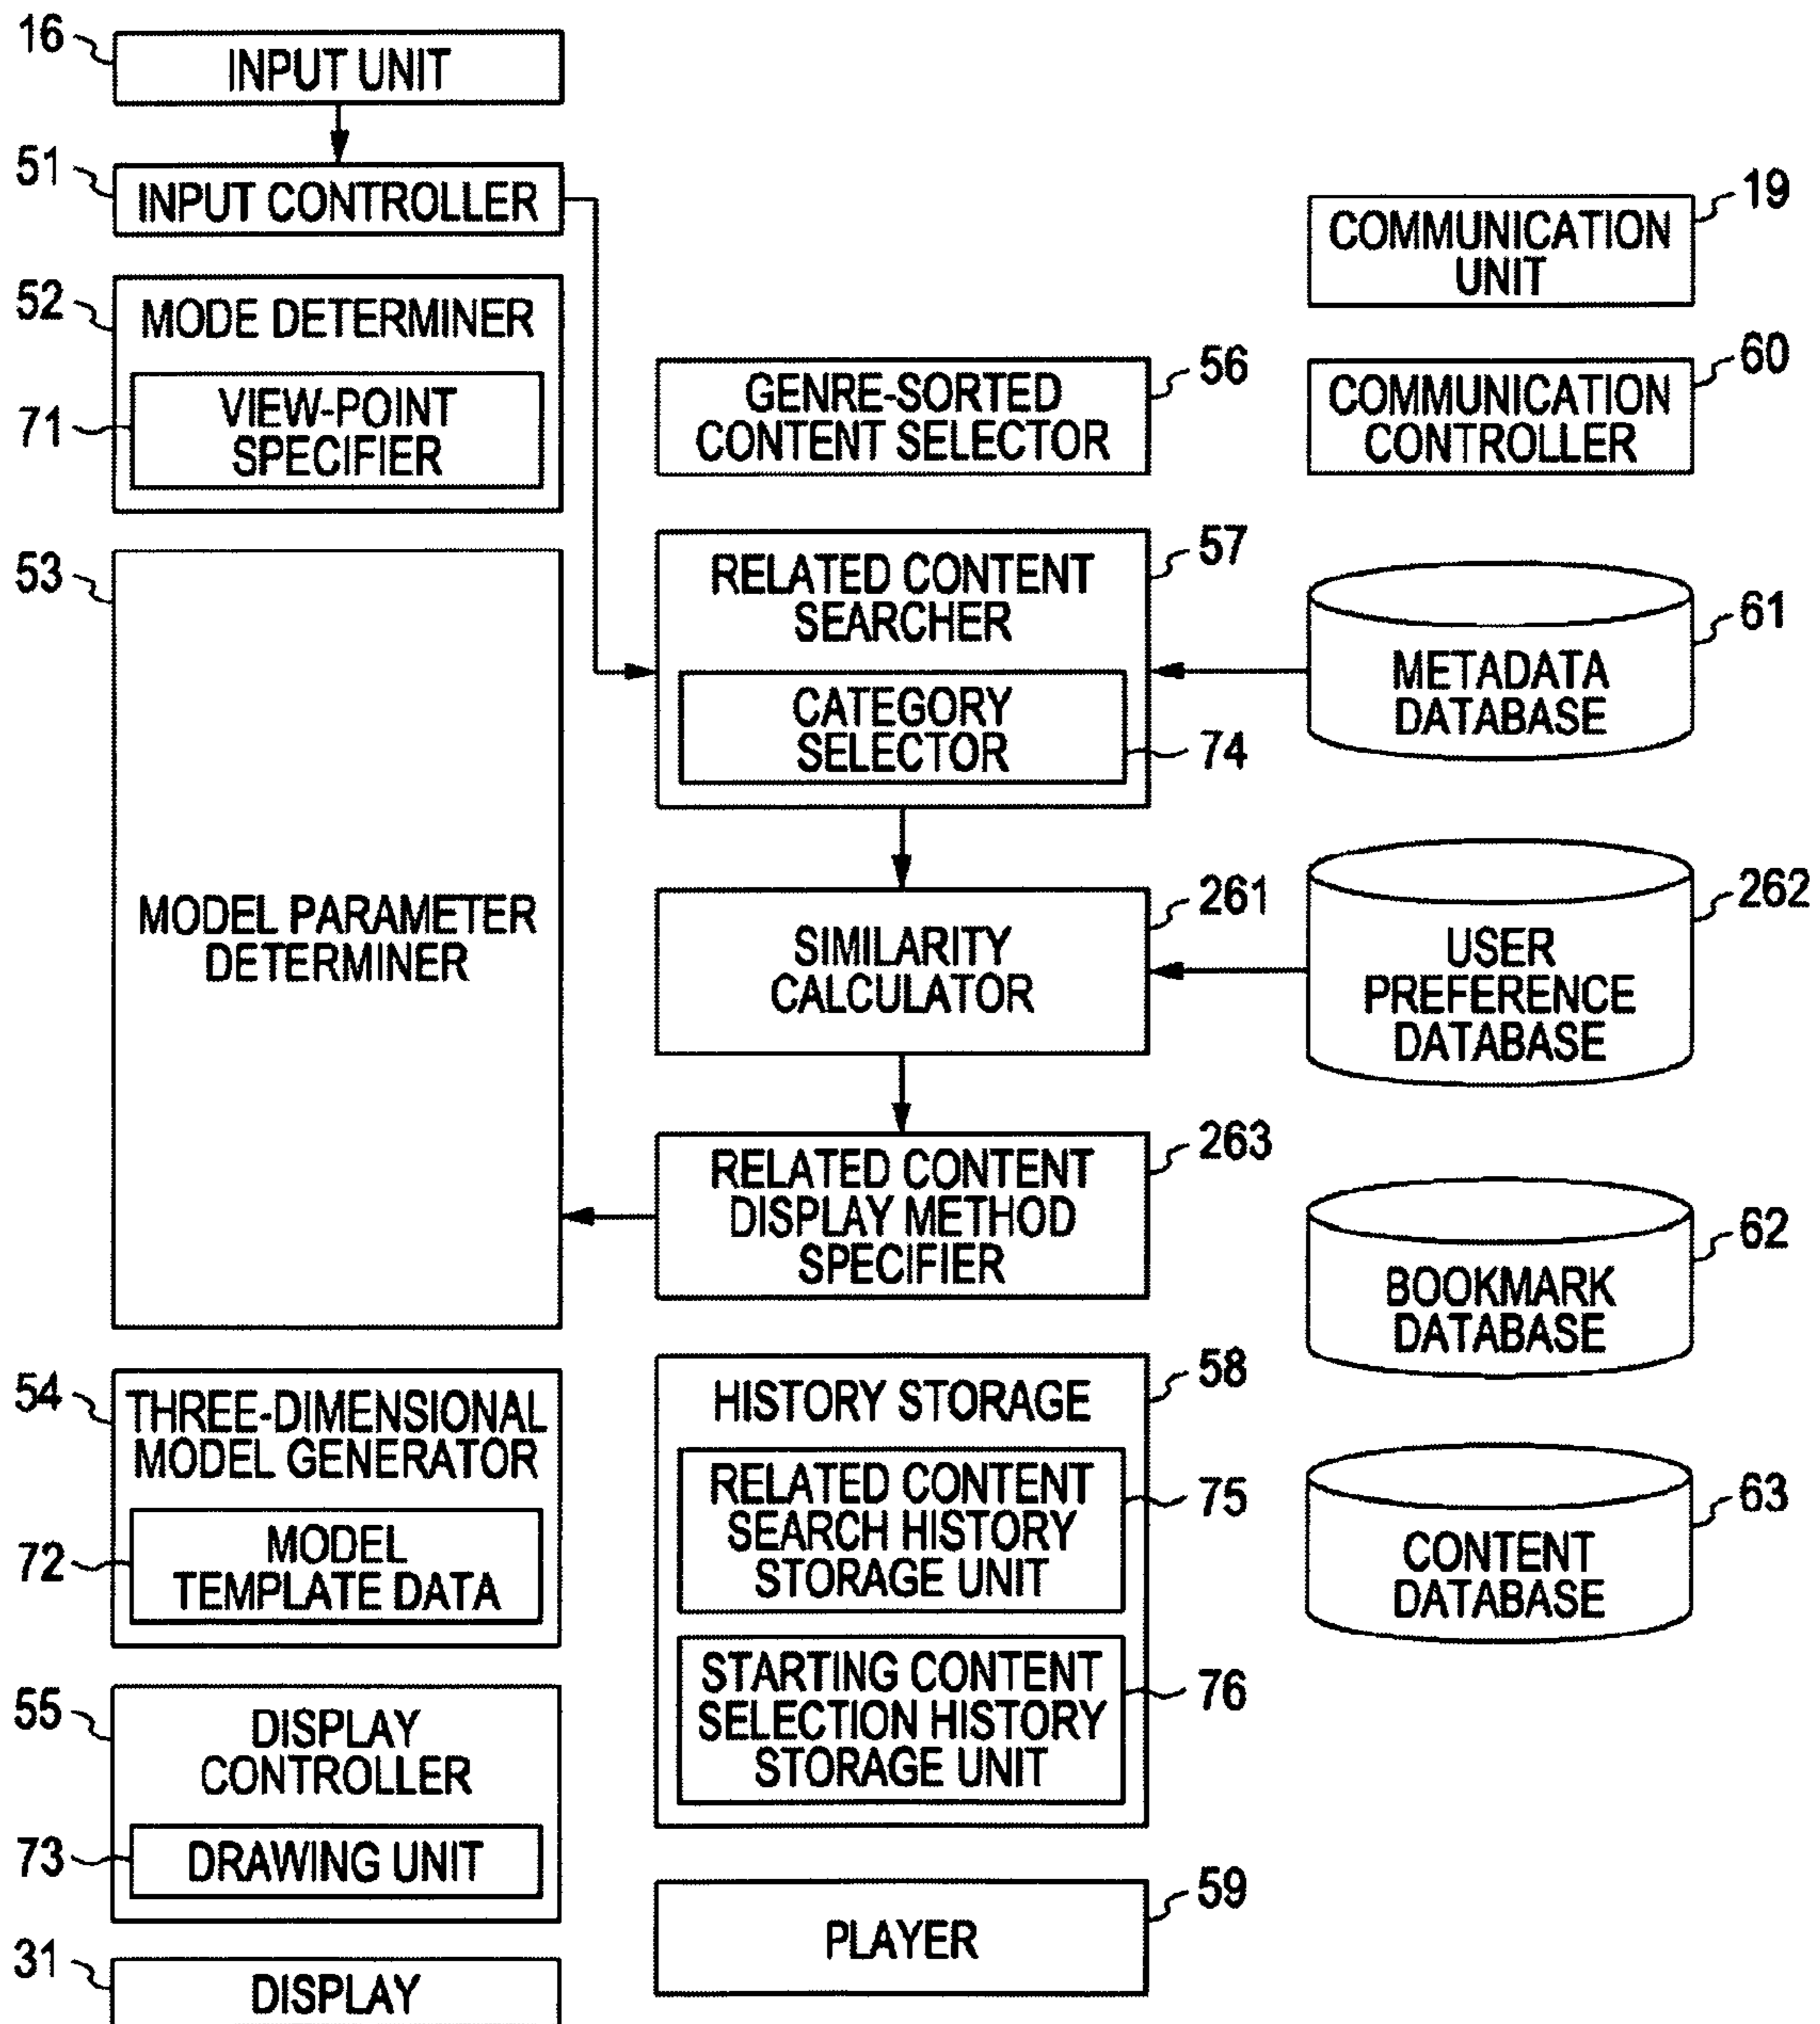 16
INPUT UNIT
51
INPUT CONTROLLER
52
MODE DETERMINER
71
VIEW-POINT
SPECIFIER
53
MODEL PARAMETER
DETERMINER
54
THREE-DIMENSIONAL
MODEL GENERATOR
72
MODEL
TEMPLATE DATA
55
DISPLAY
CONTROLLER
73
DRAWING UNIT
31
DISPLAY
56
GENRE-SORTED
CONTENT SELECTOR
57
RELATED CONTENT
SEARCHER
CATEGORY
SELECTOR
74
261
SIMILARITY
CALCULATOR
263
RELATED CONTENT
DISPLAY METHOD
SPECIFIER
58
HISTORY STORAGE
RELATED CONTENT
SEARCH HISTORY
STORAGE UNIT
75
STARTING CONTENT
SELECTION HISTORY
STORAGE UNIT
76
59
PLAYER
19
COMMUNICATION
UNIT
60
COMMUNICATION
CONTROLLER
61
METADATA
DATABASE
262
USER
PREFERENCE
DATABASE
62
BOOKMARK
DATABASE
63
CONTENT
DATABASE